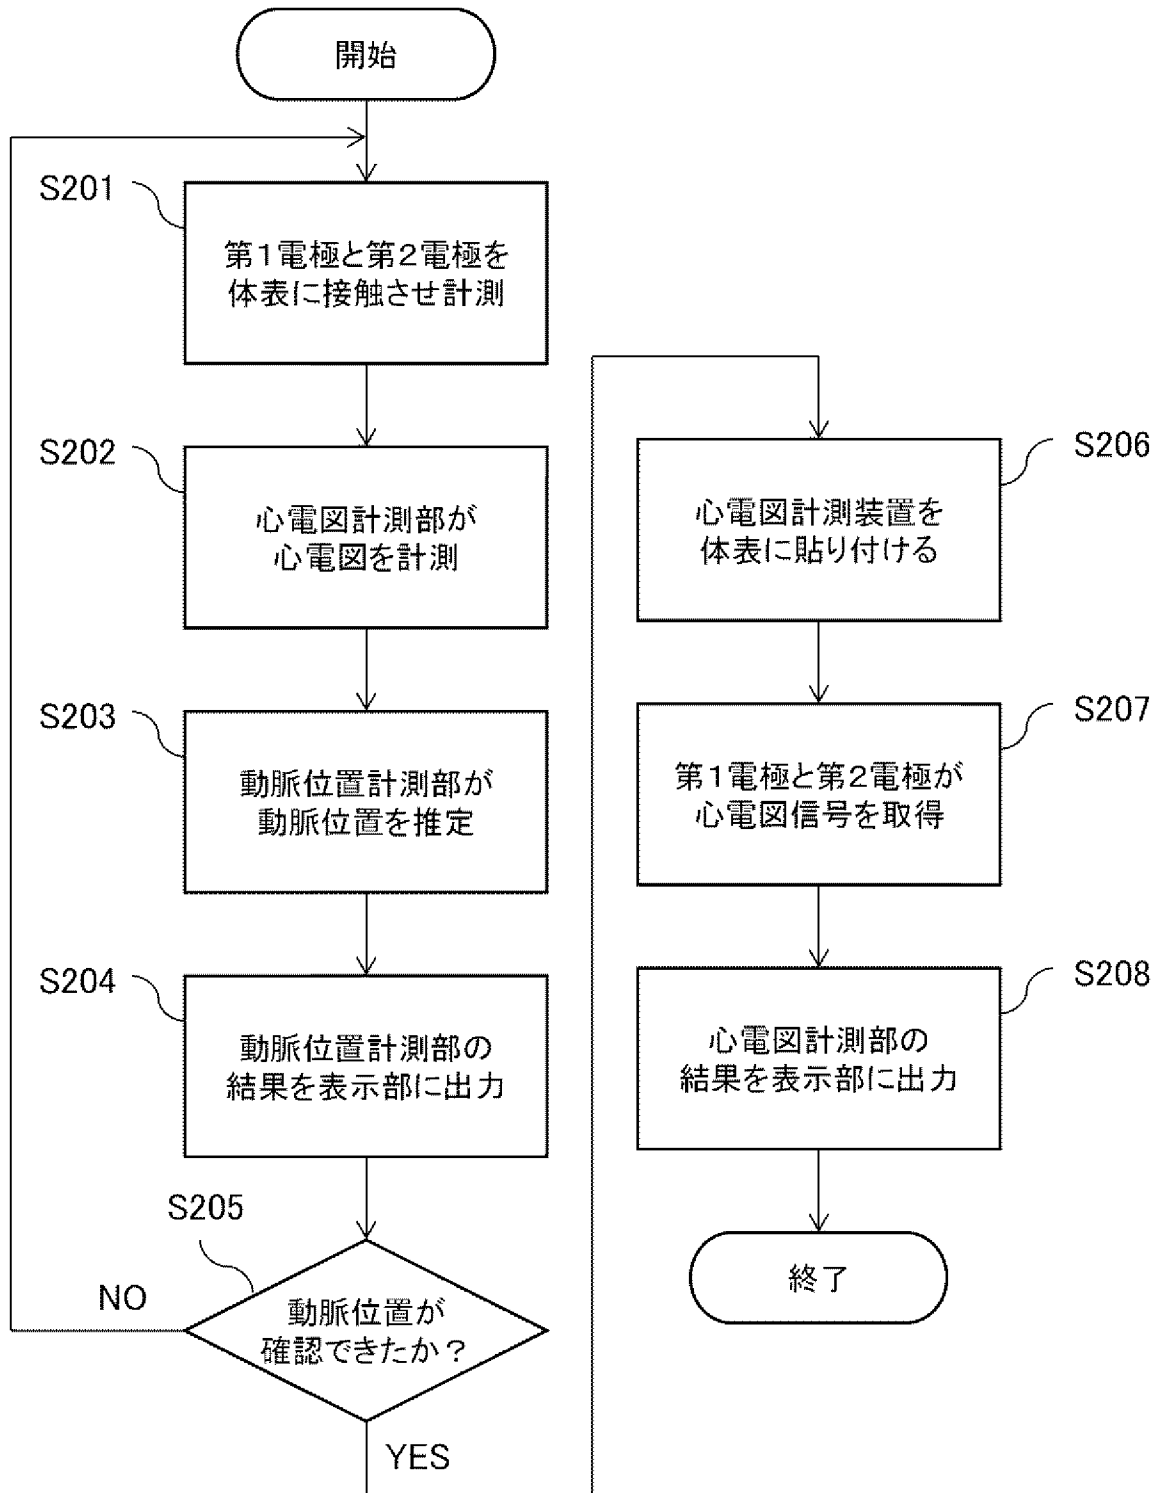 開始
S201
第1電極と第2電極を
体表に接触させ計測
S202
心電図計測部が
心電図を計測
S203
動脈位置計測部が
動脈位置を推定
S204
動脈位置計測部の
結果を表示部に出力
S205
動脈位置が
確認できたか？
NO
YES
S206
心電図計測装置を
体表に貼り付ける
S207
第1電極と第2電極が
心電図信号を取得
S208
心電図計測部の
結果を表示部に出力
終了